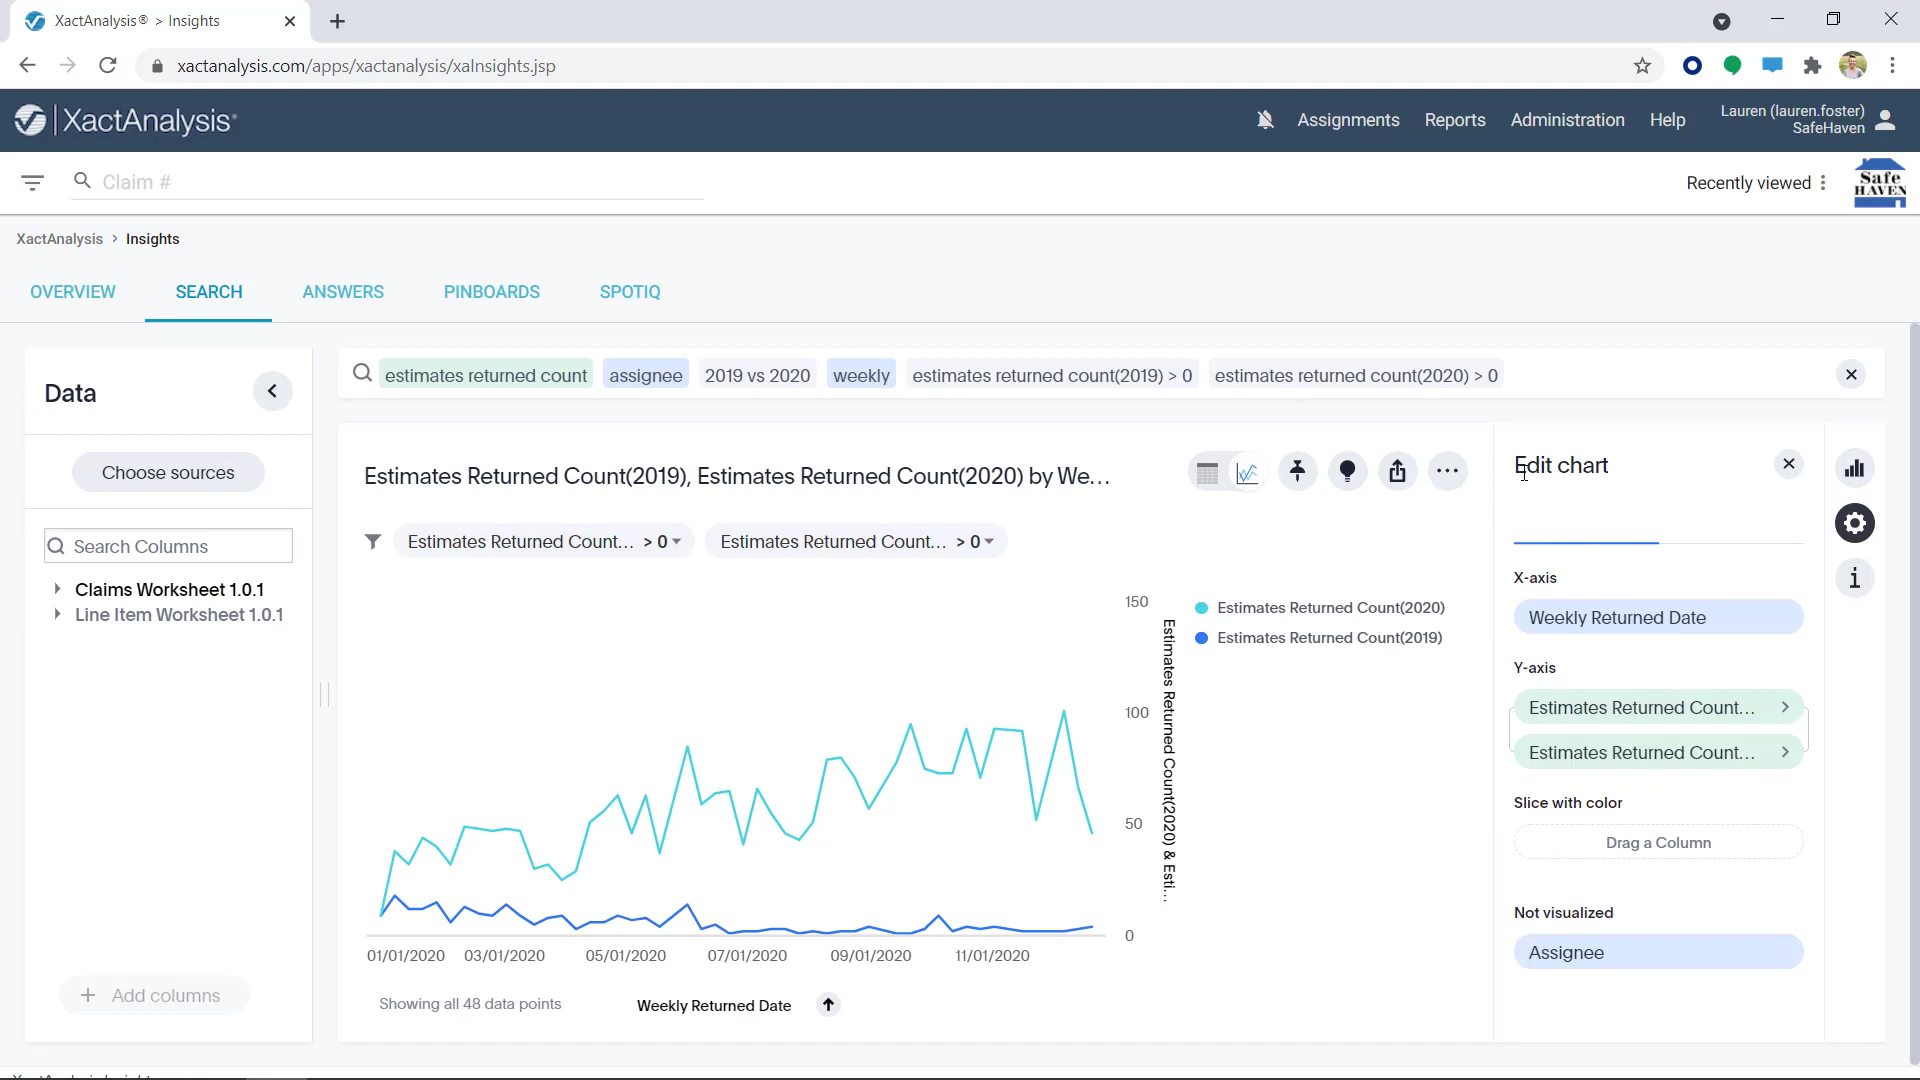 XactAnalysis® > Insights
xactanalysis.com/apps/xactanalysis/xaInsights.jsp
XactAnalysis®
Assignments
Reports
Administration
Help
Lauren (lauren.foster)
SafeHaven
Claim #
Recently viewed
Safe
HAVEN
XactAnalysis > Insights
OVERVIEW
SEARCH
ANSWERS
PINBOARDS
SPOTIQ
Data
Choose sources
Search Columns
Claims Worksheet 1.0.1
Line Item Worksheet 1.0.1
+ Add columns
estimates returned count assignee 2019 vs 2020 weekly estimates returned count(2019) > 0 estimates returned count(2020) > 0
Estimates Returned Count(2019), Estimates Returned Count(2020) by We...
Estimates Returned Count... > 0
Estimates Returned Count... > 0
150
100
50
0
Estimates Returned Count(2020) & Esti...
Estimates Returned Count(2020)
Estimates Returned Count(2019)
01/01/2020 03/01/2020 05/01/2020 07/01/2020 09/01/2020 11/01/2020
Showing all 48 data points
Weekly Returned Date
Edit chart
X-axis
Weekly Returned Date
Y-axis
Estimates Returned Count...
Estimates Returned Count...
Slice with color
Drag a Column
Not visualized
Assignee